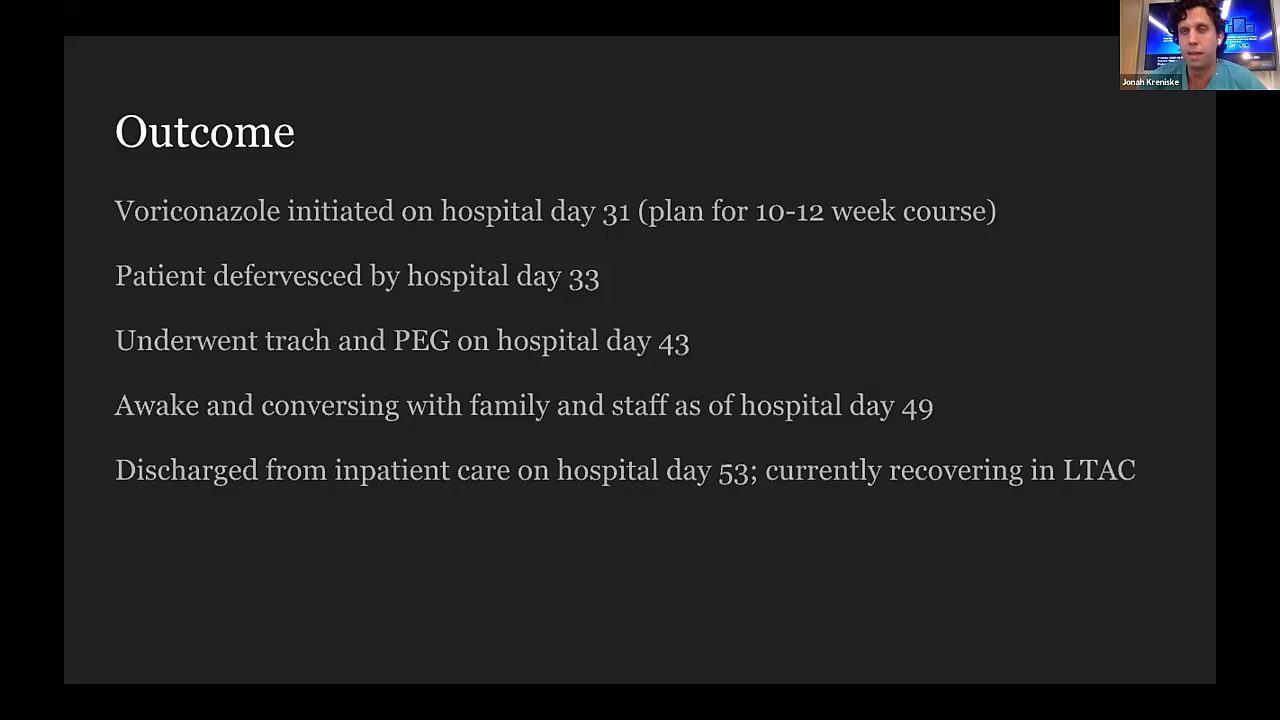 Outcome
Voriconazole initiated on hospital day 31 (plan for 10-12 week course)
Patient defervesced by hospital day 33
Underwent trach and PEG on hospital day 43
Awake and conversing with family and staff as of hospital day 49
Discharged from inpatient care on hospital day 53; currently recovering in LTAC
Jonah Kreniske